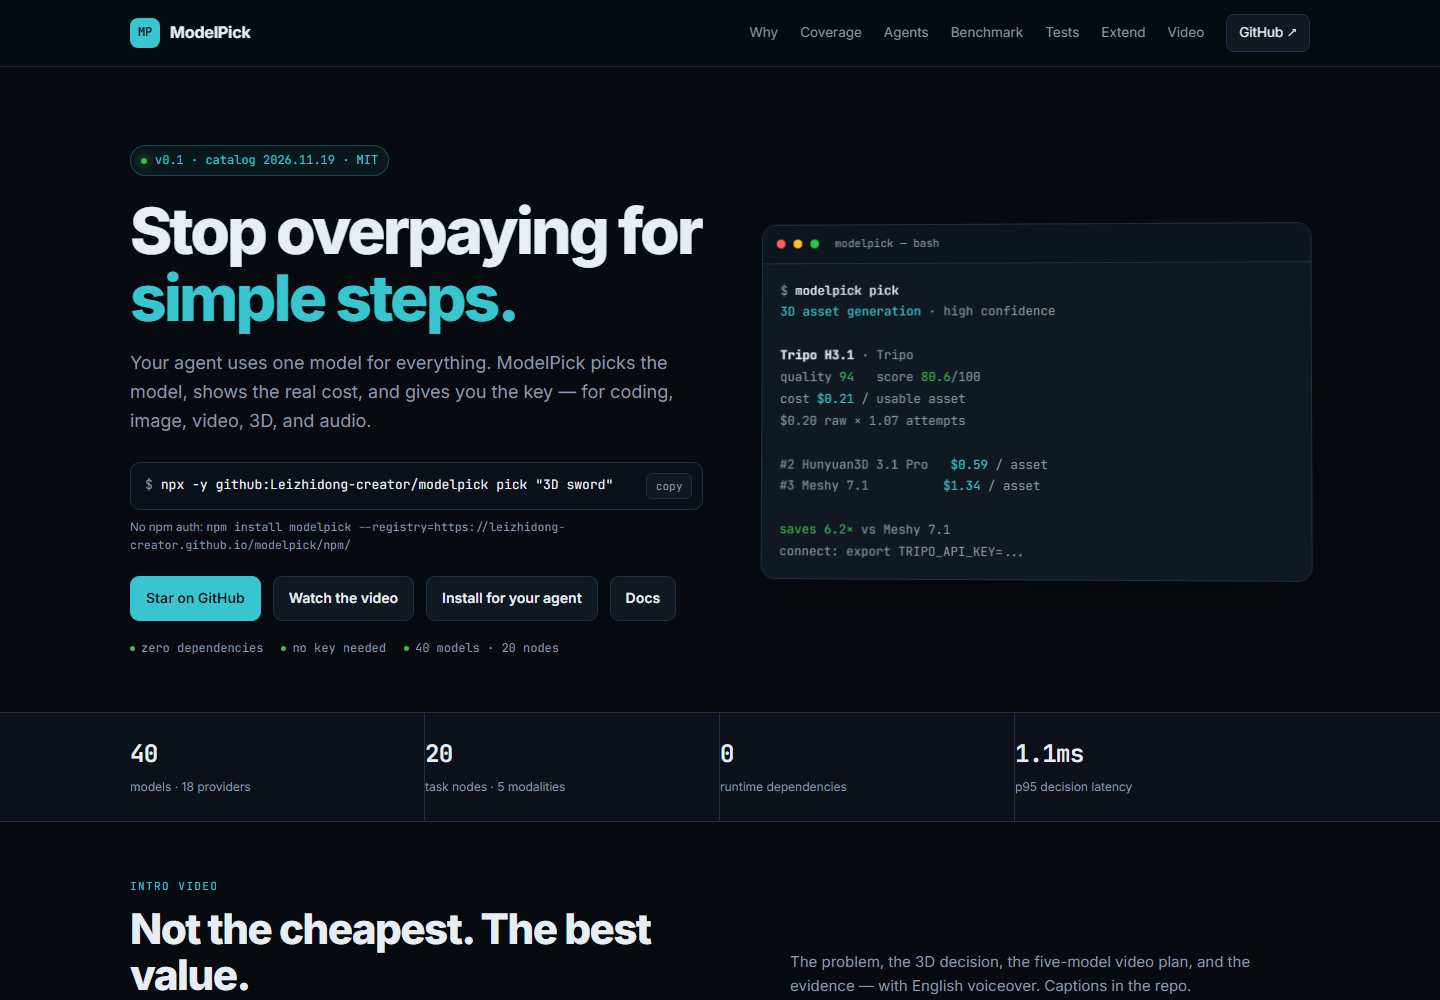 MP ModelPick
Why Coverage Agents Benchmark Tests Extend Video GitHub ↗
v0.1 · catalog 2026.11.19 · MIT
Stop overpaying for
simple steps.
Your agent uses one model for everything. ModelPick picks the
model, shows the real cost, and gives you the key — for coding,
image, video, 3D, and audio.
$ npx -y github:Leizhidong-creator/modelpick pick "3D sword" copy
No npm auth: npm install modelpick --registry=https://leizhidong-
creator.github.io/modelpick/npm/
Star on GitHub Watch the video Install for your agent Docs
zero dependencies no key needed 40 models · 20 nodes
modelpick — bash
$ modelpick pick
3D asset generation · high confidence
Tripo H3.1 · Tripo
quality 94 score 80.6/100
cost $0.21 / usable asset
$0.20 raw × 1.07 attempts
#2 Hunyuan3D 3.1 Pro $0.59 / asset
#3 Meshy 7.1 $1.34 / asset
saves 6.2× vs Meshy 7.1
connect: export TRIPO_API_KEY=...
40
models · 18 providers
20
task nodes · 5 modalities
0
runtime dependencies
1.1ms
p95 decision latency
INTRO VIDEO
Not the cheapest. The best
value.
The problem, the 3D decision, the five-model video plan, and the
evidence — with English voiceover. Captions in the repo.